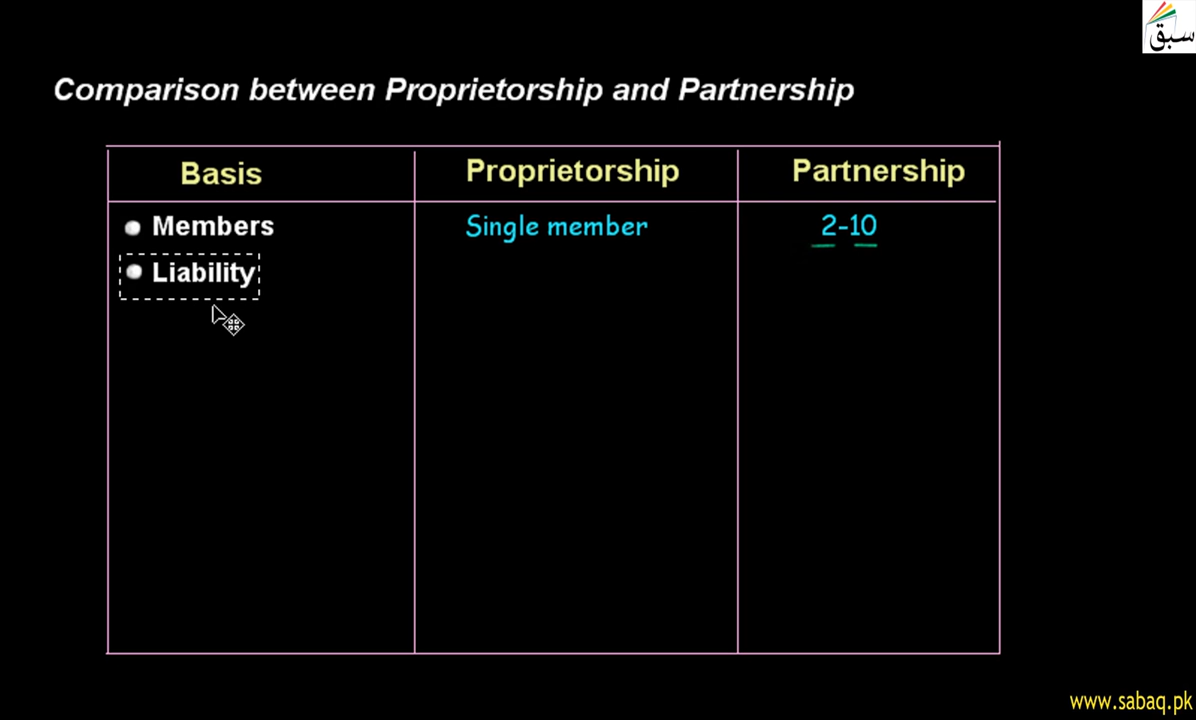 سبق
Comparison between Proprietorship and Partnership
Basis Proprietorship Partnership
Members Single member 2-10
Liability
www.sabaq.pk